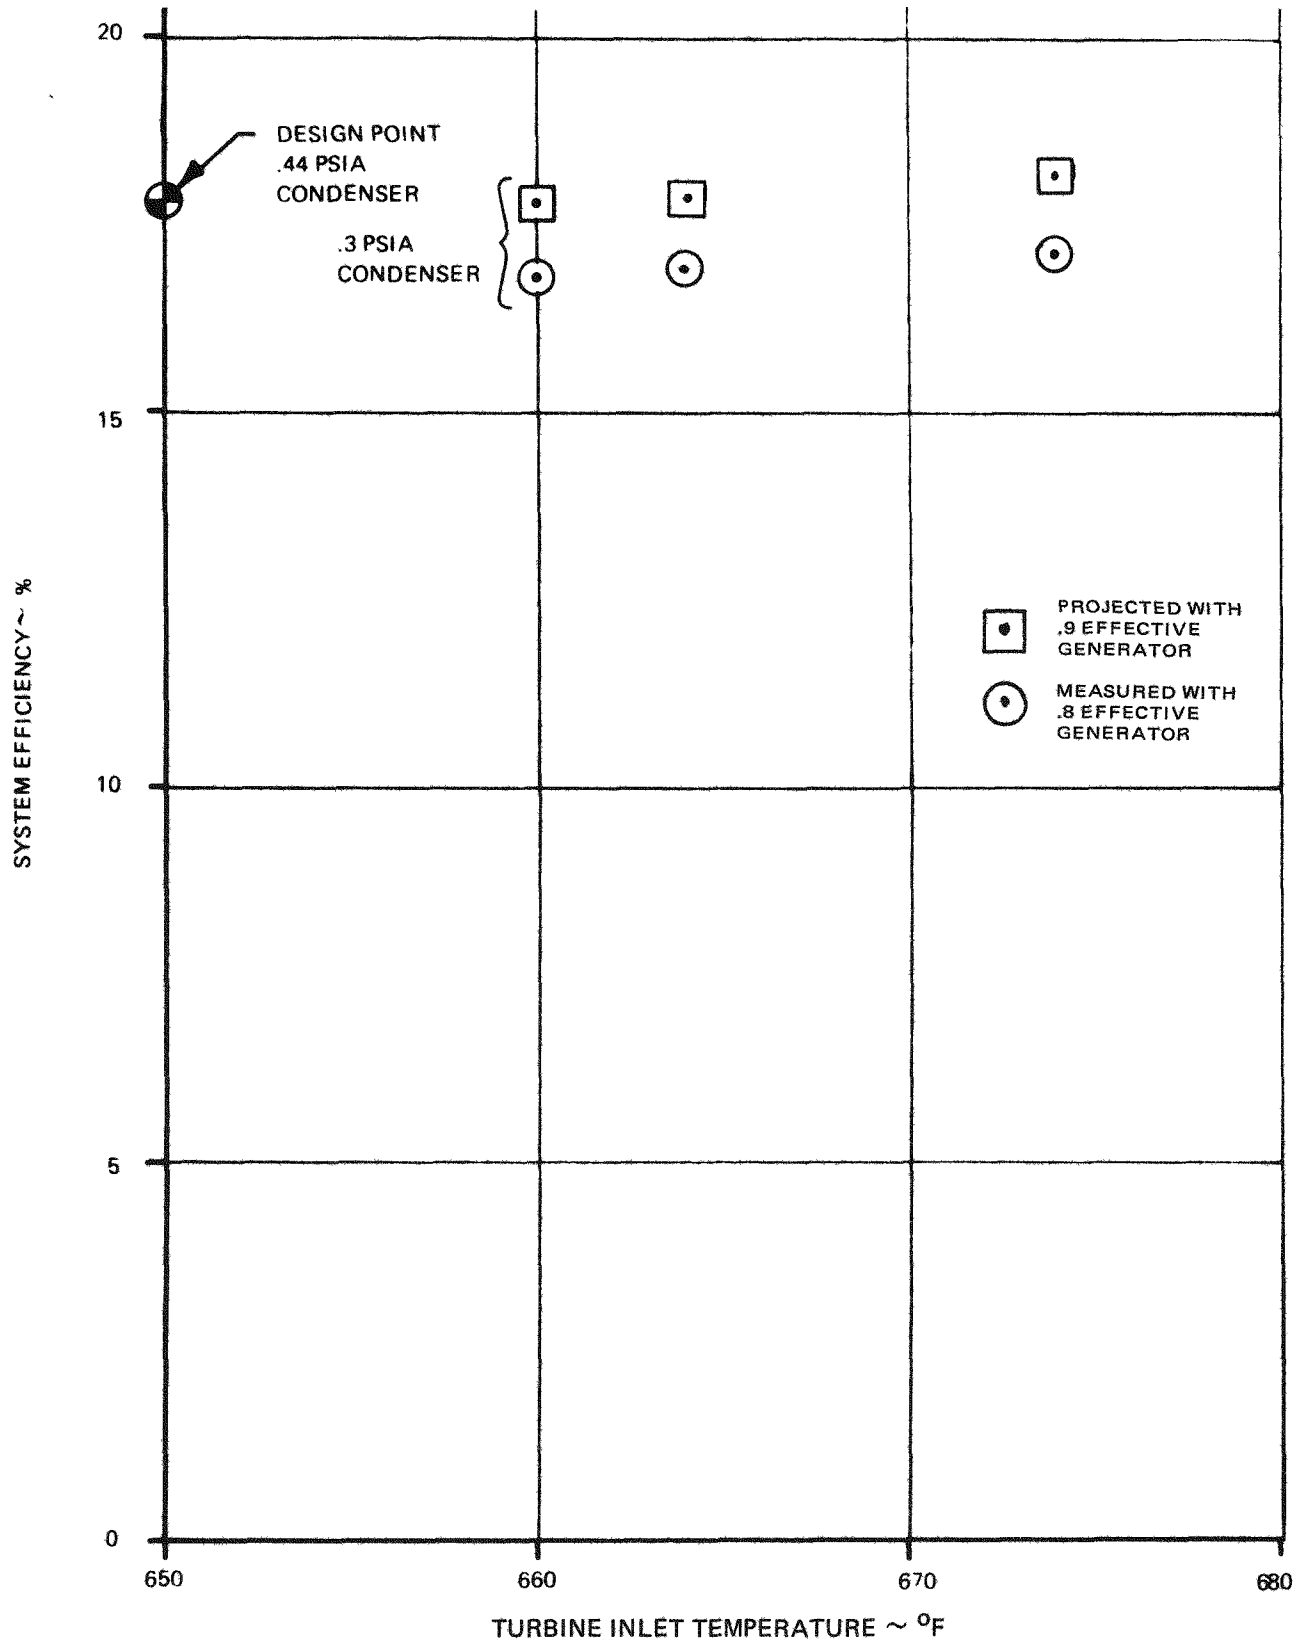 20
DESIGN POINT
.44 PSIA
CONDENSER
.3 PSIA
CONDENSER
15
SYSTEM EFFICIENCY ~ %
PROJECTED WITH
.9 EFFECTIVE
GENERATOR
MEASURED WITH
.8 EFFECTIVE
GENERATOR
10
5
0
650
660
670
680
TURBINE INLET TEMPERATURE ~ °F